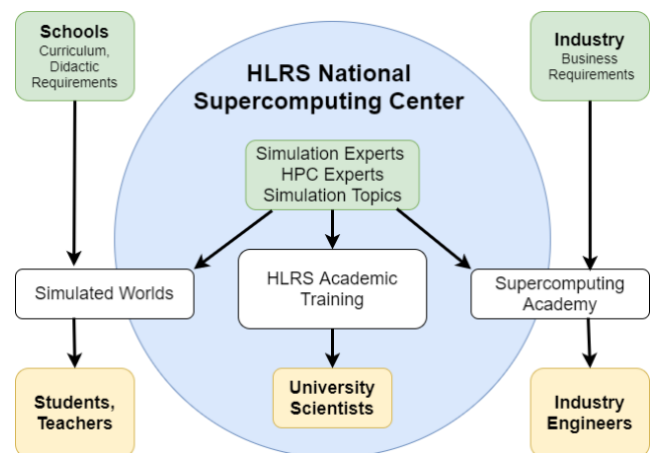 Schools
Curriculum,
Didactic
Requirements
HLRS National
Supercomputing Center
Industry
Business
Requirements
Simulation Experts
HPC Experts
Simulation Topics
Simulated Worlds
HLRS Academic
Training
Supercomputing
Academy
Students,
Teachers
University
Scientists
Industry
Engineers